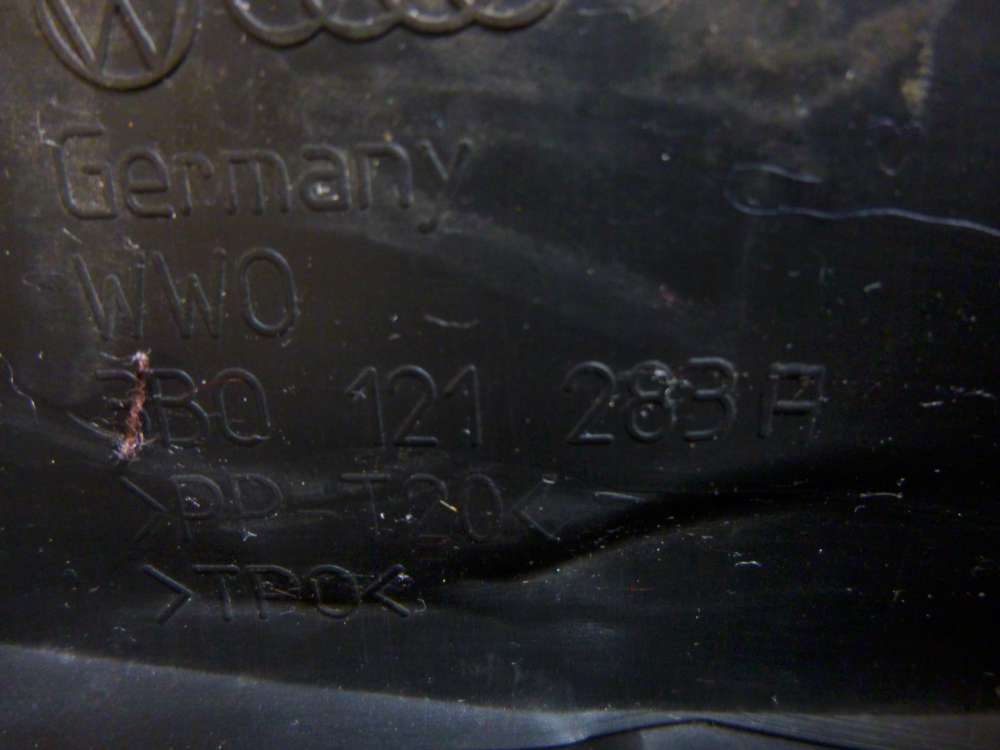 Germany
WWO
3B0 121 283 A
>PP-T20<
>TPO<